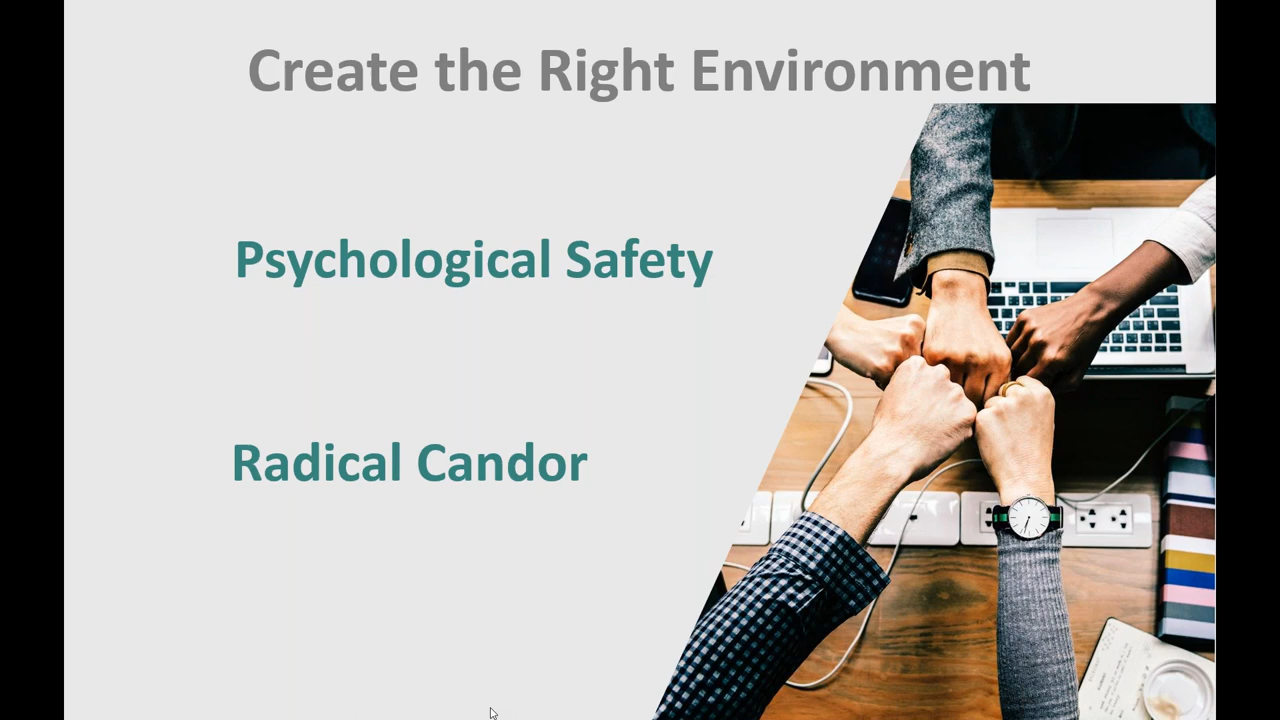 Create the Right Environment
Psychological Safety
Radical Candor